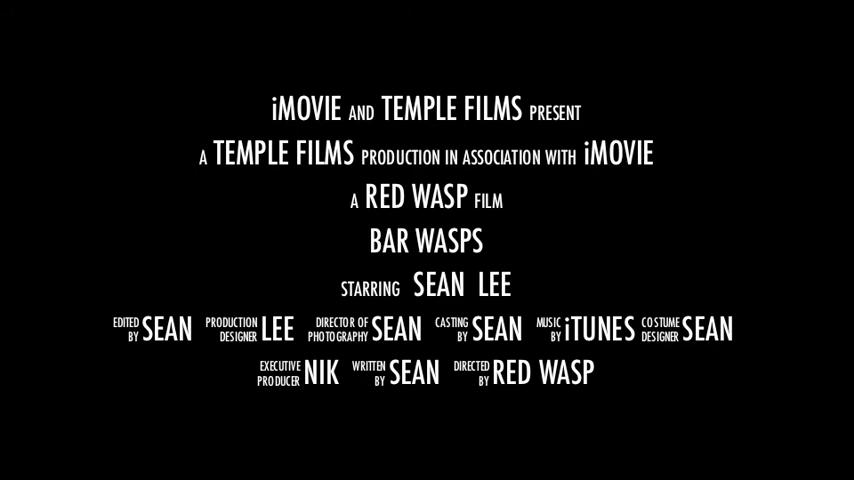 iMOVIE AND TEMPLE FILMS PRESENT
A TEMPLE FILMS PRODUCTION IN ASSOCIATION WITH iMOVIE
A RED WASP FILM
BAR WASPS
STARRING SEAN LEE
EDITED BY SEAN PRODUCTION DESIGNER LEE DIRECTOR OF PHOTOGRAPHY SEAN CASTING BY SEAN MUSIC BY iTUNES COSTUME DESIGNER SEAN
EXECUTIVE PRODUCER NIK WRITTEN BY SEAN DIRECTED BY RED WASP